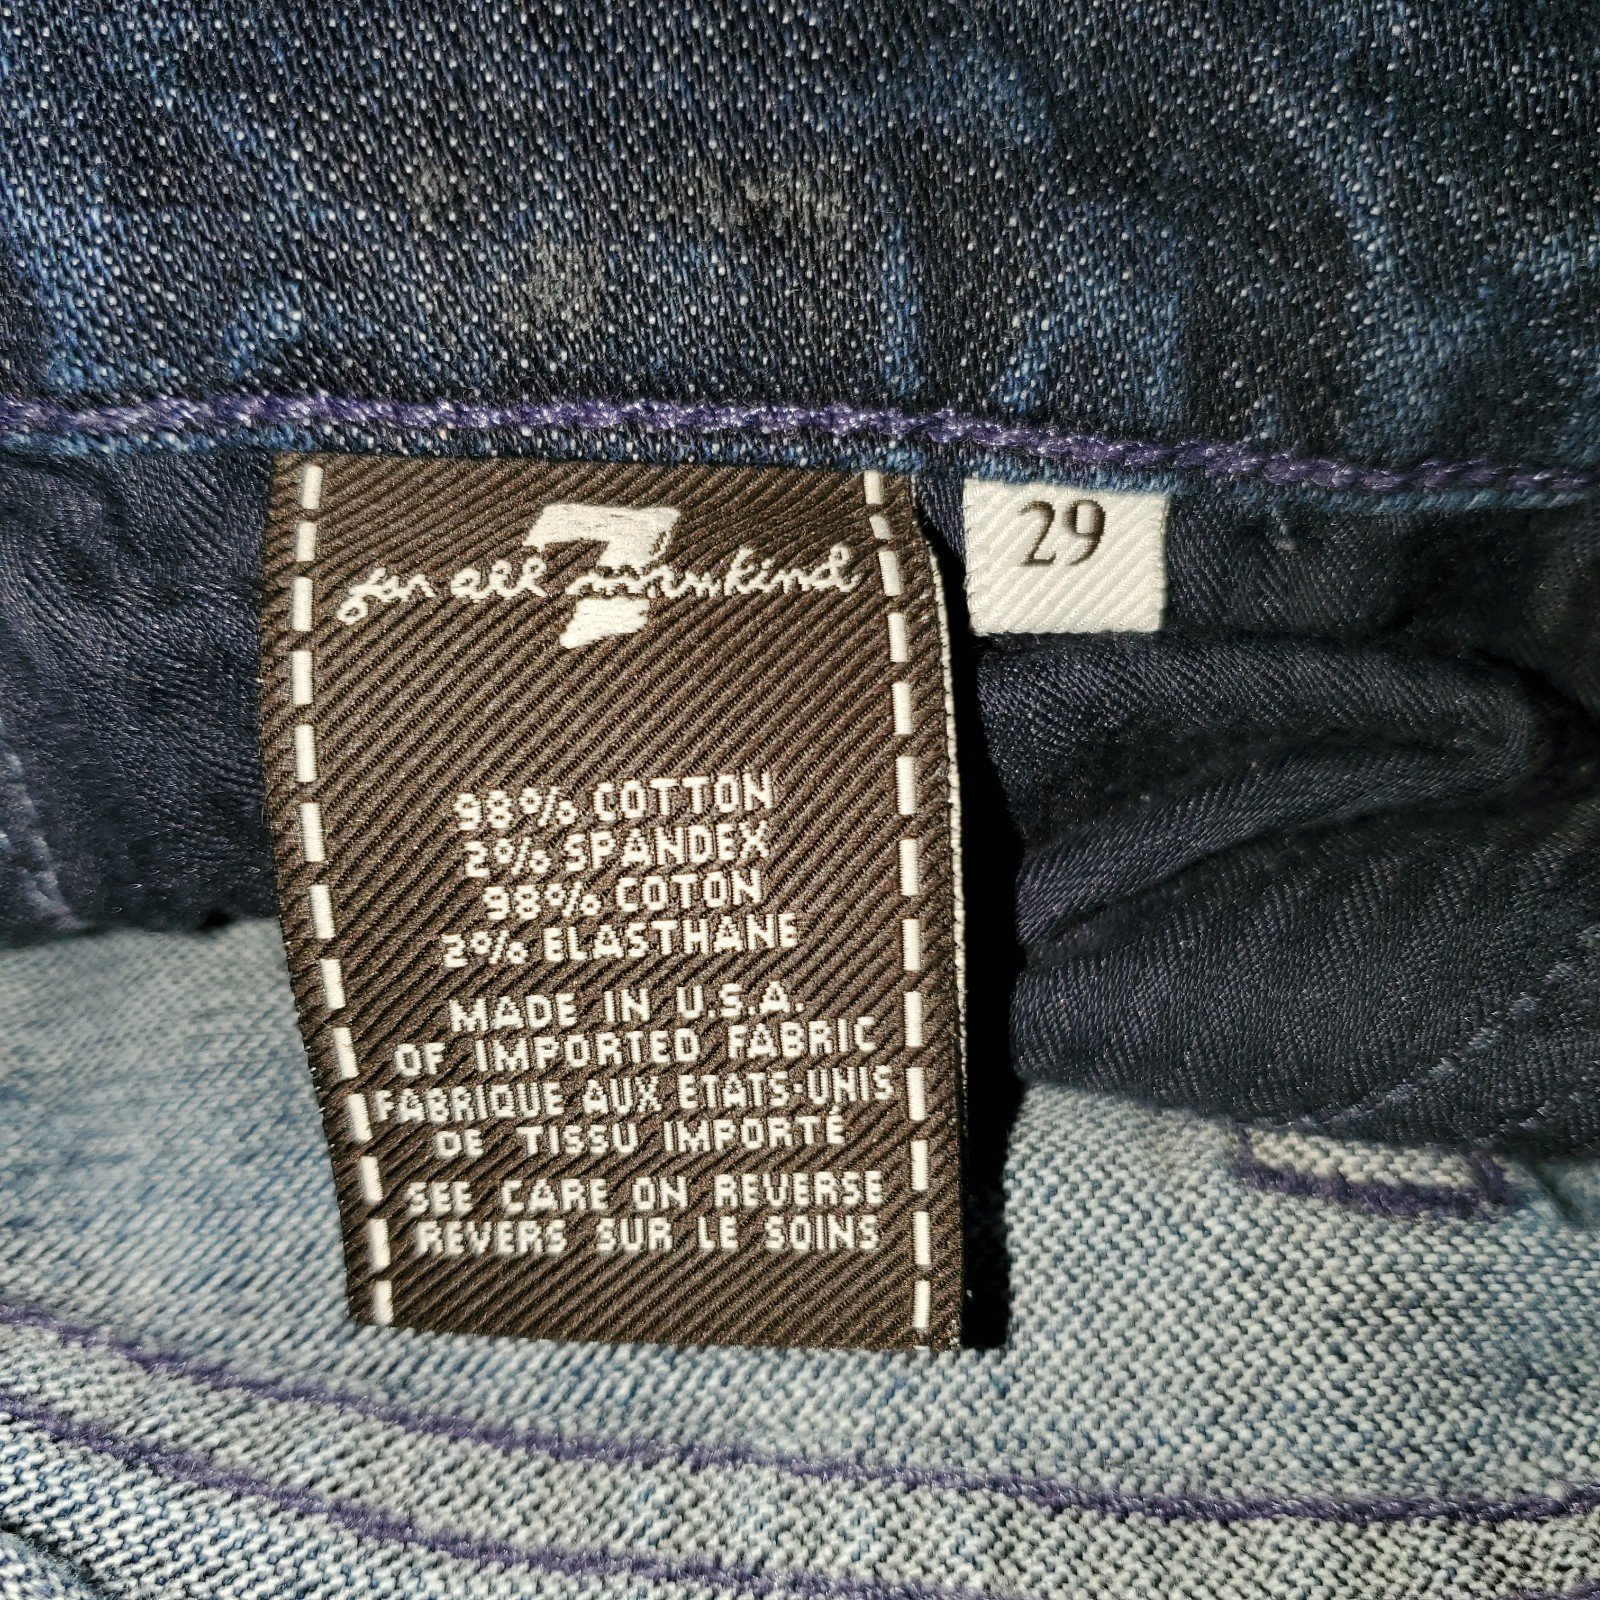 7
for all mankind
29
98% COTTON
2% SPANDEX
98% COTON
2% ELASTHANE
MADE IN U.S.A.
OF IMPORTED FABRIC
FABRIQUE AUX ETATS-UNIS
DE TISSU IMPORTÉ
SEE CARE ON REVERSE
REVERS SUR LE SOINS